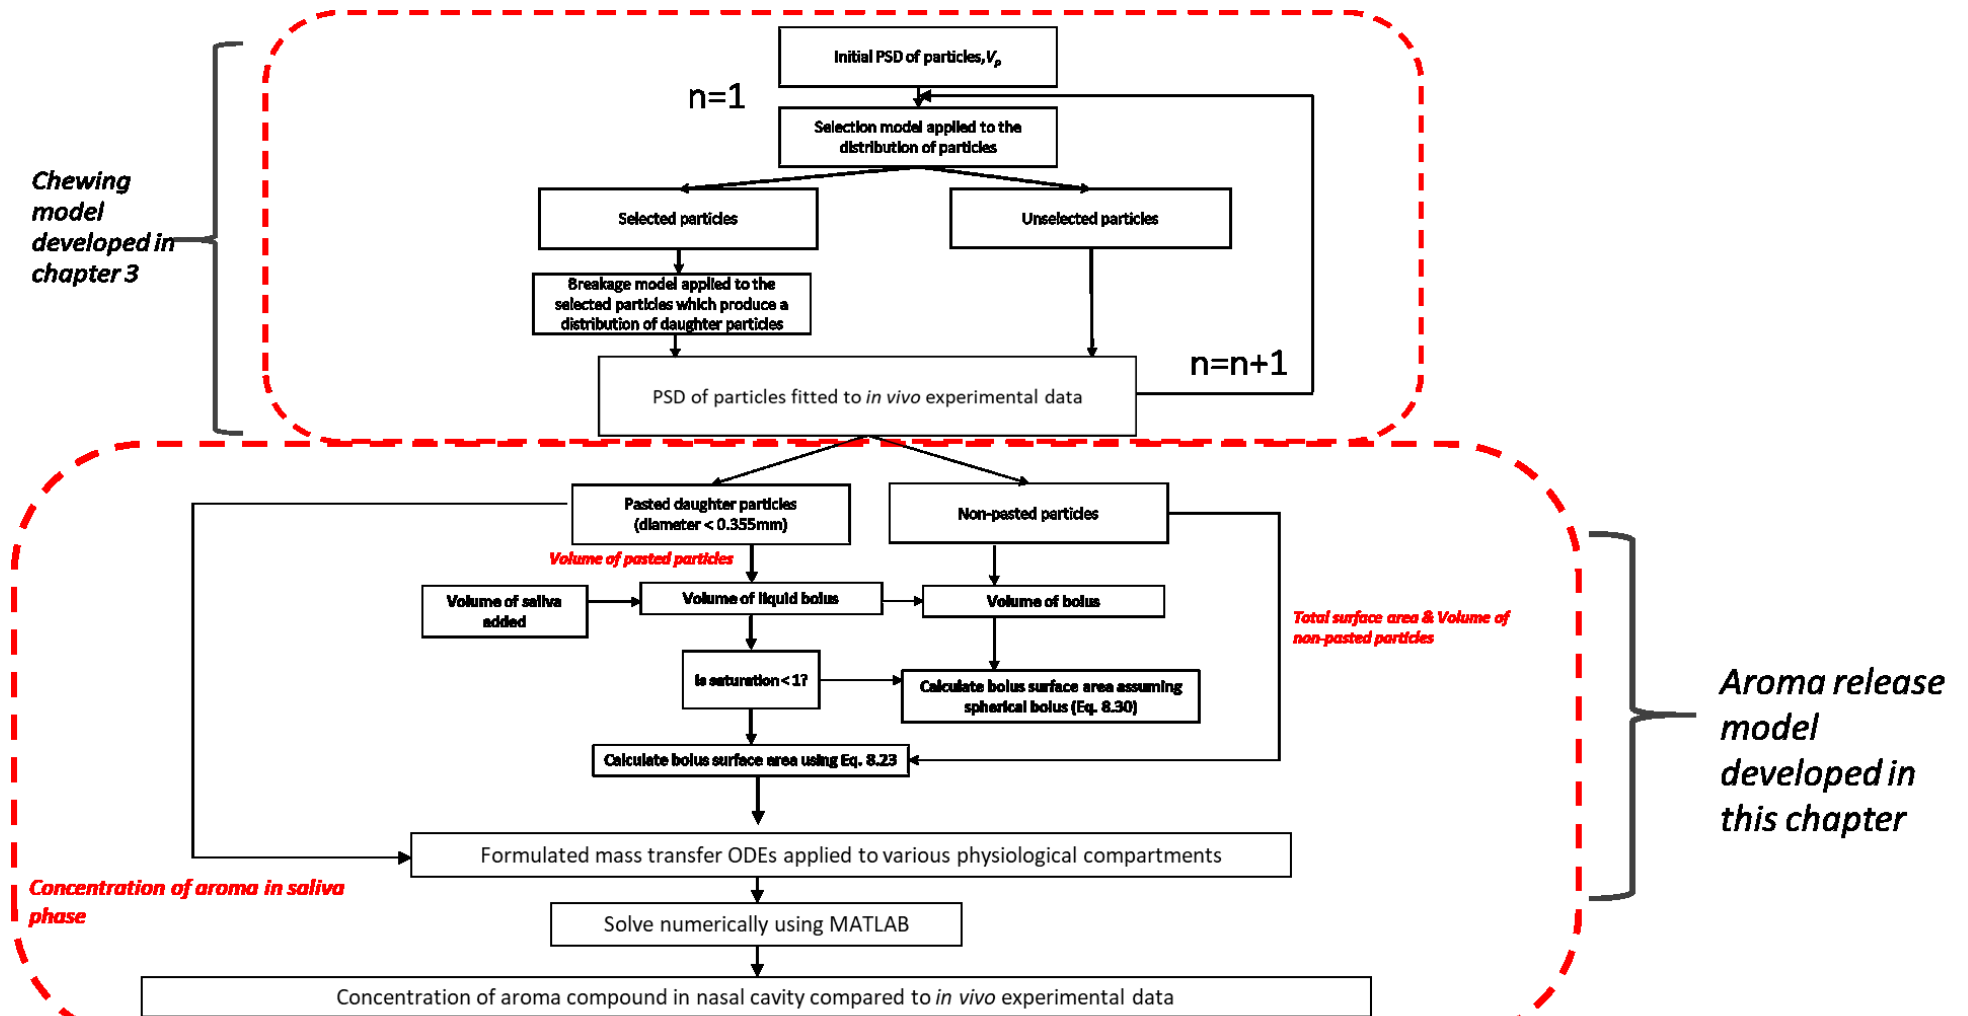 Initial PSD of particles,Vp
n=1
Selection model applied to the
distribution of particles
Chewing
model
developed in
chapter 3
Selected particles
Unselected particles
Breakage model applied to the
selected particles which produce a
distribution of daughter particles
n=n+1
PSD of particles fitted to in vivo experimental data
Pasted daughter particles
(diameter < 0.355mm)
Non-pasted particles
Volume of pasted particles
Volume of saliva
added
Volume of liquid bolus
Volume of bolus
Total surface area & Volume of
non-pasted particles
Is saturation < 1?
Calculate bolus surface area assuming
spherical bolus (Eq. 8.30)
Aroma release
model
developed in
this chapter
Calculate bolus surface area using Eq. 8.23
Formulated mass transfer ODEs applied to various physiological compartments
Concentration of aroma in saliva
phase
Solve numerically using MATLAB
Concentration of aroma compound in nasal cavity compared to in vivo experimental data